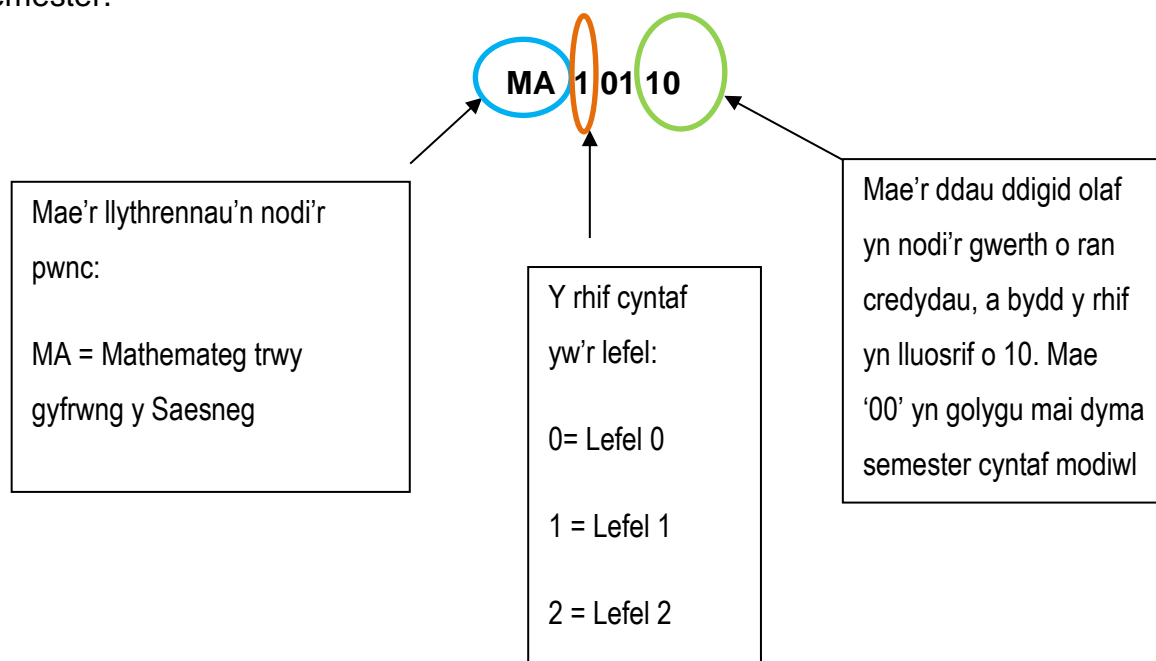 emester.
MA 1 01 10
Mae'r llythrennau'n nodi'r
pwnc:
MA = Mathemateg trwy
gyfrwng y Saesneg
Y rhif cyntaf
yw'r lefel:
0= Lefel 0
1 = Lefel 1
2 = Lefel 2
Mae'r ddau ddigid olaf
yn nodi'r gwerth o ran
credydau, a bydd y rhif
yn lluosrif o 10. Mae
‘00’ yn golygu mai dyma
semester cyntaf modiwl